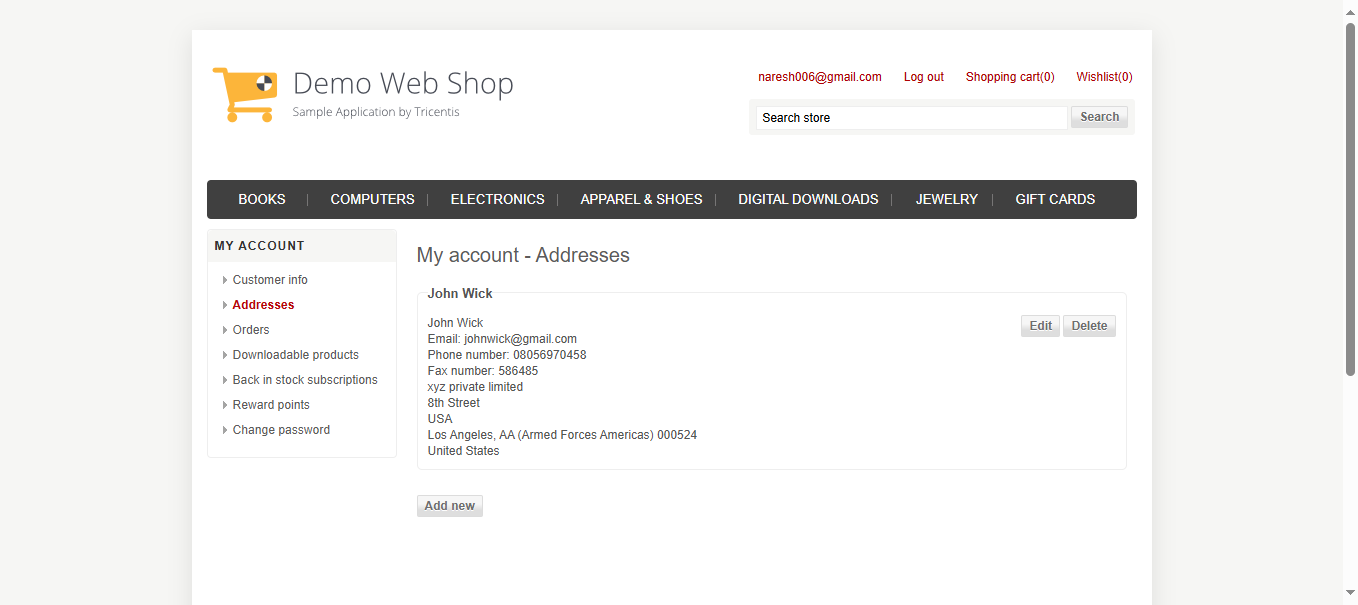 Demo Web Shop
Sample Application by Tricentis
naresh006@gmail.com Log out Shopping cart(0) Wishlist(0)
Search store Search
BOOKS COMPUTERS ELECTRONICS APPAREL & SHOES DIGITAL DOWNLOADS JEWELRY GIFT CARDS
MY ACCOUNT
Customer info
Addresses
Orders
Downloadable products
Back in stock subscriptions
Reward points
Change password
My account - Addresses
John Wick
John Wick
Edit Delete
Email: johnwick@gmail.com
Phone number: 08056970458
Fax number: 586485
xyz private limited
8th Street
USA
Los Angeles, AA (Armed Forces Americas) 000524
United States
Add new